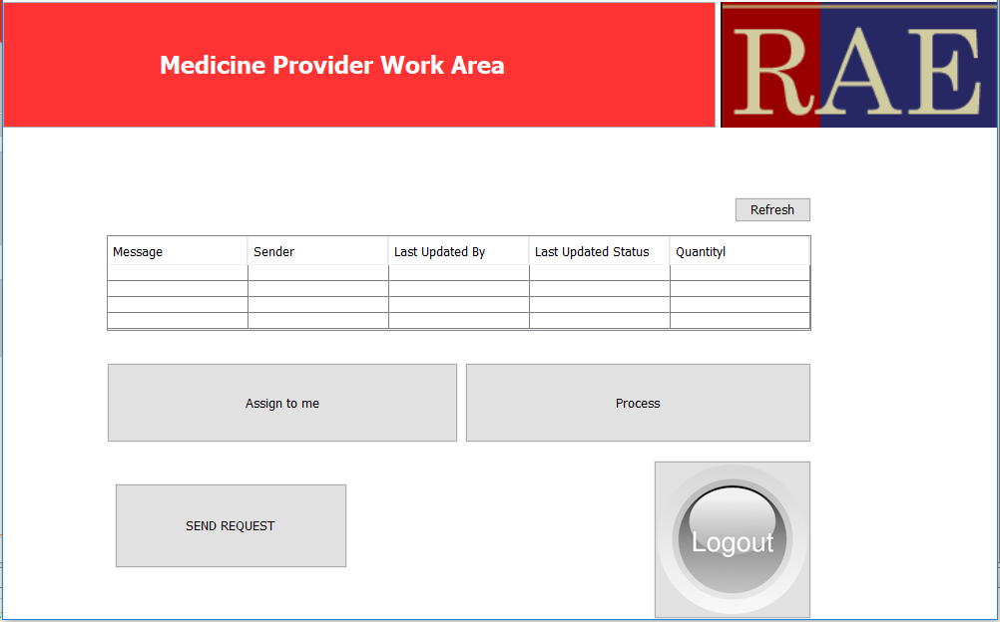 Medicine Provider Work Area
RAE
Refresh
Message Sender Last Updated By Last Updated Status Quantityl
Assign to me Process
SEND REQUEST
Logout